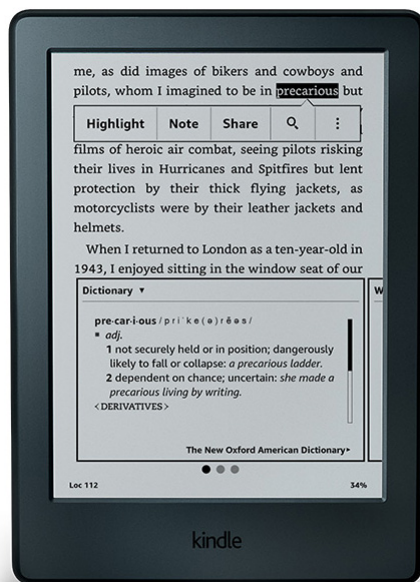 me, as did images of bikers and cowboys and
pilots, whom I imagined to be in precarious but
Highlight Note Share
films of heroic air combat, seeing pilots risking
their lives in Hurricanes and Spitfires but lent
protection by their thick flying jackets, as
motorcyclists were by their leather jackets and
helmets.
When I returned to London as a ten-year-old in
1943, I enjoyed sitting in the window seat of our
Dictionary ▼
W
pre·car·i·ous /priˈke(ə)rēəs/
▪ adj.
1 not securely held or in position; dangerously
likely to fall or collapse: a precarious ladder.
2 dependent on chance; uncertain: she made a
precarious living by writing.
<DERIVATIVES>
The New Oxford American Dictionary▸
Loc 112 34%
kindle